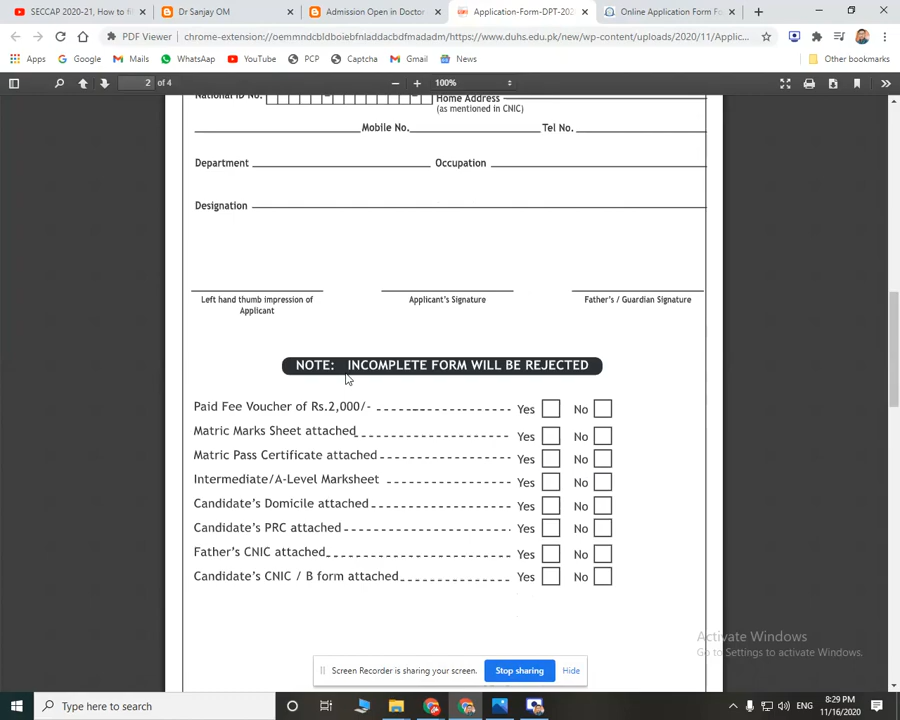 SECCAP 2020-21, How to fi
Dr Sanjay OM
Admission Open in Doctor
Application-Form-DPT-202
Online Application Form Fo
PDF Viewer
chrome-extension://oemmndcbldboiebfnladdacbdfmadadm/https://www.duhs.edu.pk/new/wp-content/uploads/2020/11/Applic...
Apps
Google
Mails
WhatsApp
YouTube
PCP
Captcha
Gmail
News
Other bookmarks
2 of 4
100%
National ID No.
Home Address
(as mentioned in CNIC)
Mobile No.
Tel No.
Department
Occupation
Designation
Left hand thumb impression of
Applicant
Applicant's Signature
Father's / Guardian Signature
NOTE: INCOMPLETE FORM WILL BE REJECTED
Paid Fee Voucher of Rs.2,000/- Yes No
Matric Marks Sheet attached Yes No
Matric Pass Certificate attached Yes No
Intermediate/A-Level Marksheet Yes No
Candidate's Domicile attached Yes No
Candidate's PRC attached Yes No
Father's CNIC attached Yes No
Candidate's CNIC / B form attached Yes No
Activate Windows
Go to Settings to activate Windows.
Screen Recorder is sharing your screen.
Stop sharing
Hide
Type here to search
ENG
8:29 PM
11/16/2020